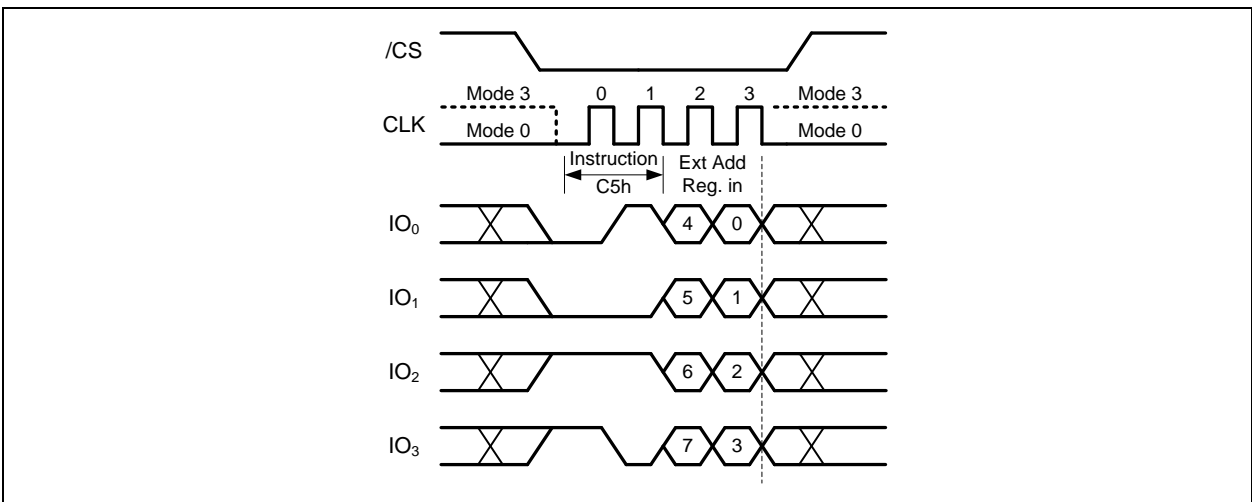 /CS
Mode 3 0 1 2 3 Mode 3
CLK Mode 0 Mode 0
Instruction Ext Add
C5h Reg. in
IO₀ 4 0
IO₁ 5 1
IO₂ 6 2
IO₃ 7 3